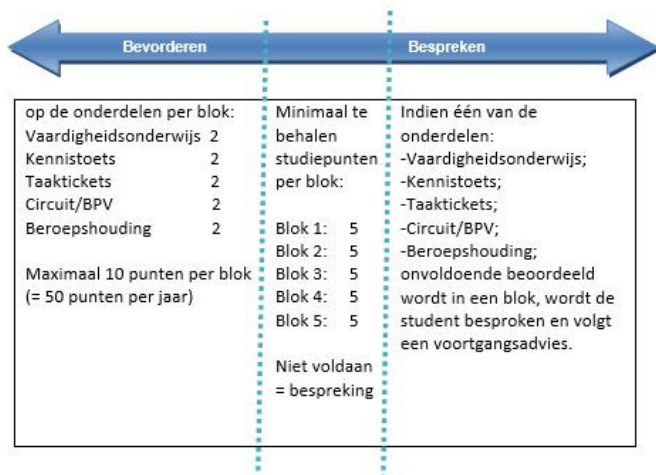 Bevorderen
Bespreken
op de onderdelen per blok:
Vaardigheidsonderwijs 2
Kennistoets 2
Taaktickets 2
Circuit/BPV 2
Beroepshouding 2
Maximaal 10 punten per blok
(= 50 punten per jaar)
Minimaal te
behalen
studiepunten
per blok:
Blok 1: 5
Blok 2: 5
Blok 3: 5
Blok 4: 5
Blok 5: 5
Niet voldaan
= bespreking
Indien één van de
onderdelen:
-Vaardigheidsonderwijs;
-Kennistoets;
-Taaktickets;
-Circuit/BPV;
-Beroepshouding;
onvoldoende beoordeeld
wordt in een blok, wordt de
student besproken en volgt
een voortgangsadvies.